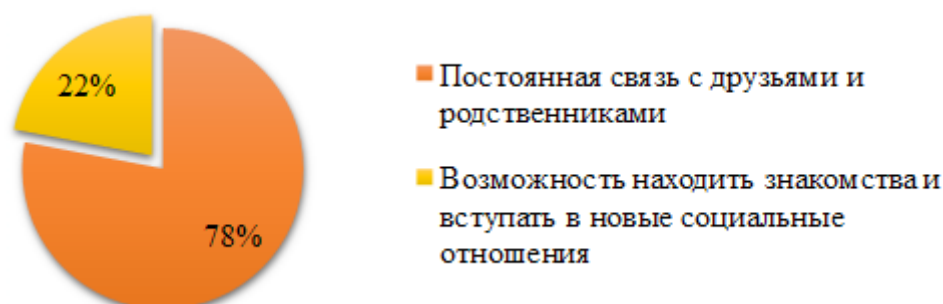 22%
78%
Постоянная связь с друзьями и
родственниками
Возможность находить знакомства и
вступать в новые социальные
отношения